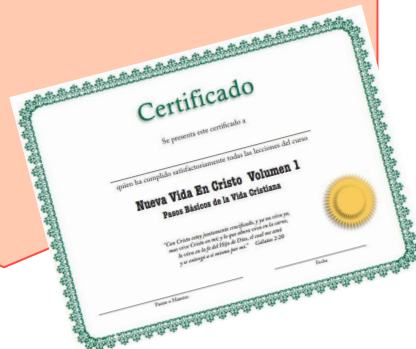 Certificado
Se presenta este certificado a
quien ha cumplido satisfactoriamente todas las lecciones del curso
Nueva Vida En Cristo Volumen 1
Pasos Básicos de la Vida Cristiana
"Con Cristo estoy juntamente crucificado, y ya no vivo yo,
mas vive Cristo en mí; y lo que ahora vivo en la carne,
lo vivo en la fe del Hijo de Dios, el cual me amó
y se entregó a sí mismo por mí." Gálatas 2:20
Pastor o Maestro
Fecha